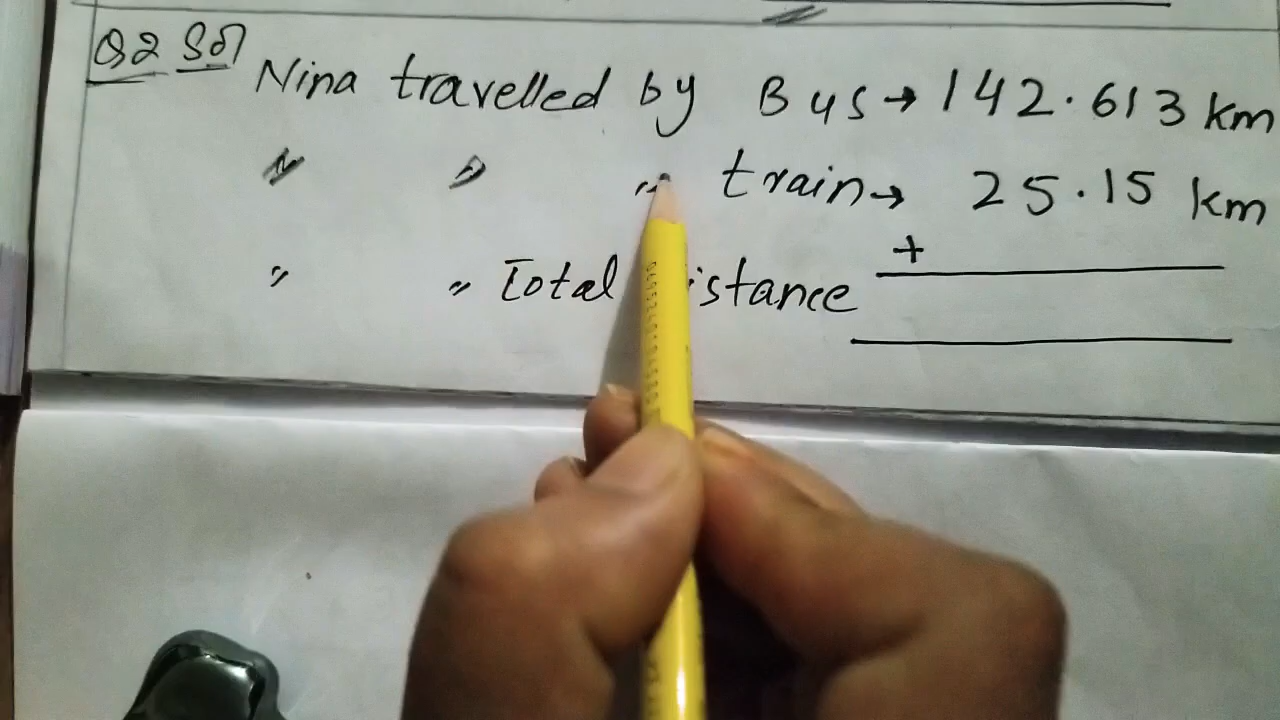 Q2 Sol
Nina travelled by Bus → 142.613 km
" " " train → 25.15 km
+
" " Total istance